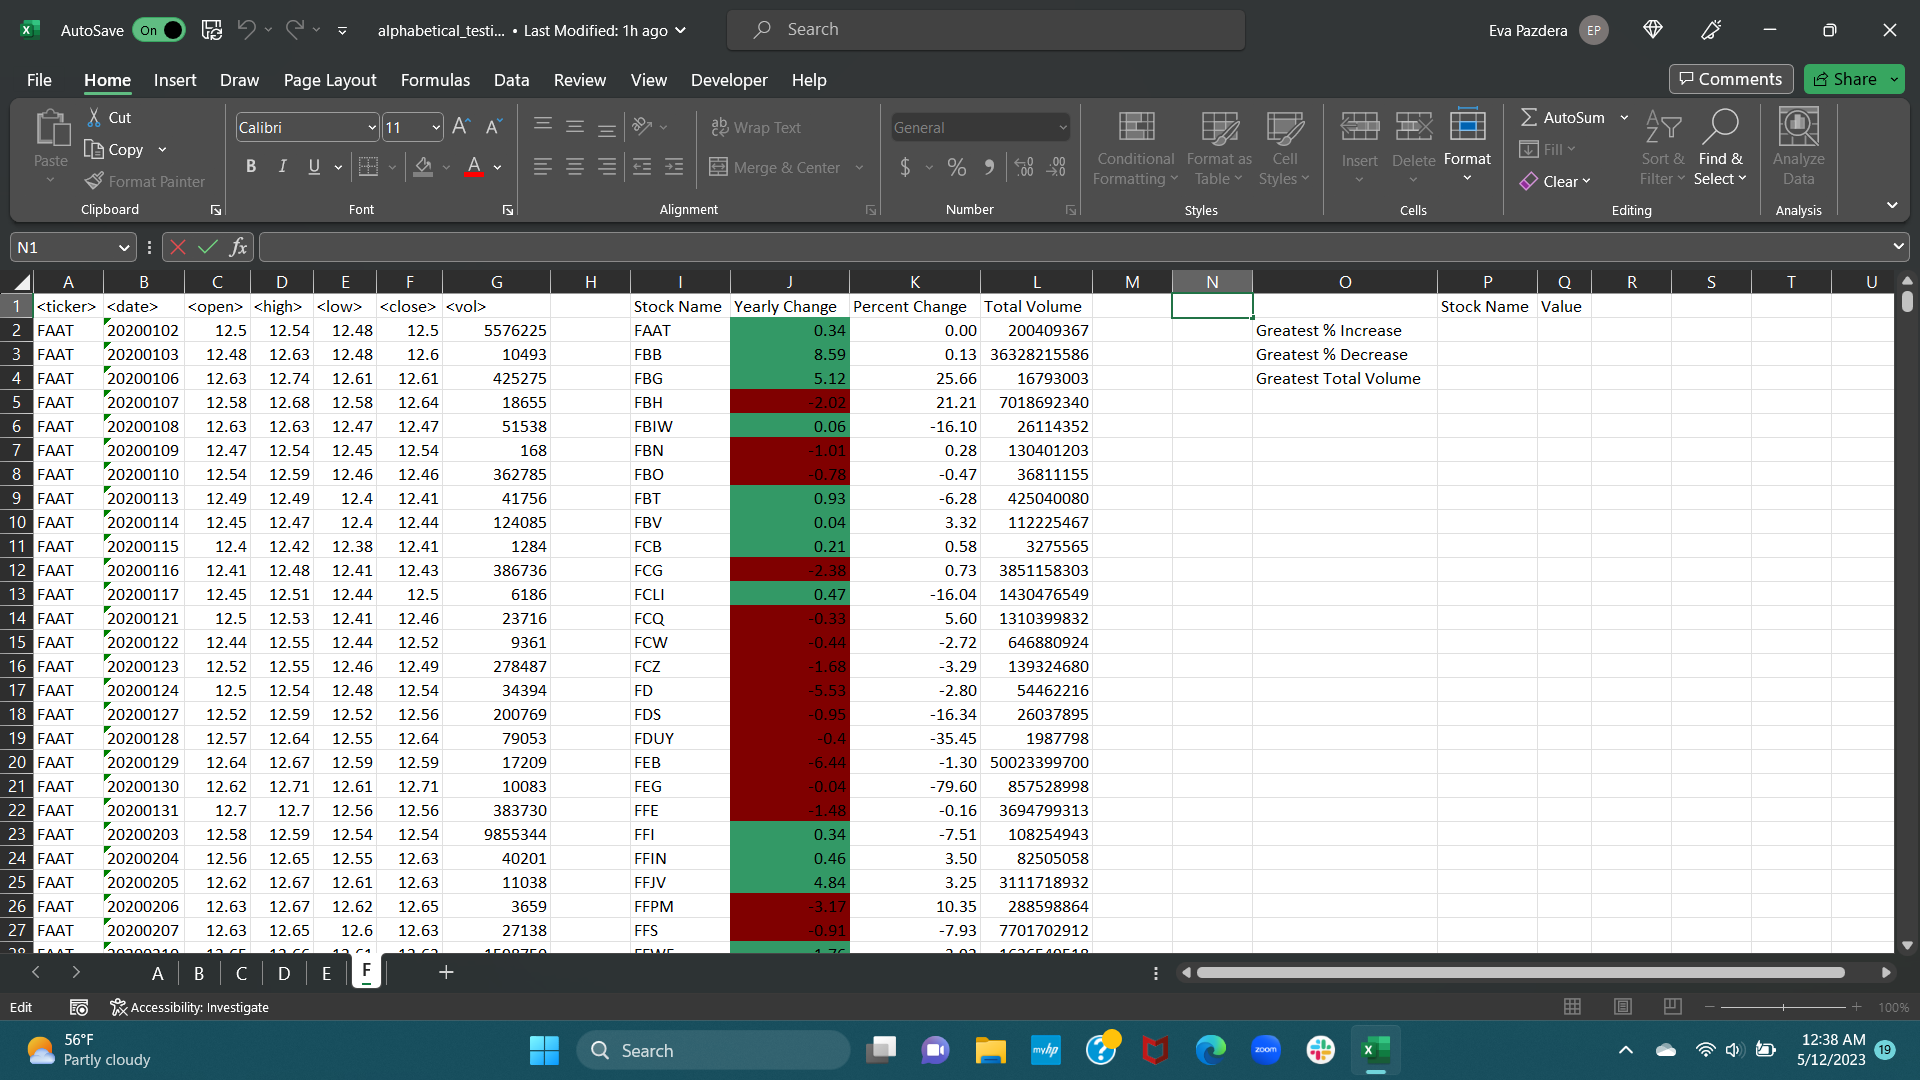 AutoSave On alphabetical_testi... • Last Modified: 1h ago Search Eva Pazdera EP
File Home Insert Draw Page Layout Formulas Data Review View Developer Help Comments Share
Paste Cut Copy Format Painter Clipboard
Calibri 11 B I U A Font
Wrap Text Merge & Center Alignment
General $ % Number
Conditional Formatting Format as Table Cell Styles Styles
Insert Delete Format Cells
AutoSum Fill Clear Sort & Filter Find & Select Editing
Analyze Data Analysis
N1 fx
A B C D E F G H I J K L M N O P Q R S T U
1 <ticker> <date> <open> <high> <low> <close> <vol> Stock Name Yearly Change Percent Change Total Volume Stock Name Value
2 FAAT 20200102 12.5 12.54 12.48 12.5 5576225 FAAT 0.34 0.00 200409367 Greatest % Increase
3 FAAT 20200103 12.48 12.63 12.48 12.6 10493 FBB 8.59 0.13 36328215586 Greatest % Decrease
4 FAAT 20200106 12.63 12.74 12.61 12.61 425275 FBG 5.12 25.66 16793003 Greatest Total Volume
5 FAAT 20200107 12.58 12.68 12.58 12.64 18655 FBH -2.02 21.21 7018692340
6 FAAT 20200108 12.63 12.63 12.47 12.47 51538 FBIW 0.06 -16.10 26114352
7 FAAT 20200109 12.47 12.54 12.45 12.54 168 FBN -1.01 0.28 130401203
8 FAAT 20200110 12.54 12.59 12.46 12.46 362785 FBO -0.78 -0.47 36811155
9 FAAT 20200113 12.49 12.49 12.4 12.41 41756 FBT 0.93 -6.28 425040080
10 FAAT 20200114 12.45 12.47 12.4 12.44 124085 FBV 0.04 3.32 112225467
11 FAAT 20200115 12.4 12.42 12.38 12.41 1284 FCB 0.21 0.58 3275565
12 FAAT 20200116 12.41 12.48 12.41 12.43 386736 FCG -2.38 0.73 3851158303
13 FAAT 20200117 12.45 12.51 12.44 12.5 6186 FCLI 0.47 -16.04 1430476549
14 FAAT 20200121 12.5 12.53 12.41 12.46 23716 FCQ -0.33 5.60 1310399832
15 FAAT 20200122 12.44 12.55 12.44 12.52 9361 FCW -0.44 -2.72 646880924
16 FAAT 20200123 12.52 12.55 12.46 12.49 278487 FCZ -1.68 -3.29 139324680
17 FAAT 20200124 12.5 12.54 12.48 12.54 34394 FD -5.53 -2.80 54462216
18 FAAT 20200127 12.52 12.59 12.52 12.56 200769 FDS -0.95 -16.34 26037895
19 FAAT 20200128 12.57 12.64 12.55 12.64 79053 FDUY -0.4 -35.45 1987798
20 FAAT 20200129 12.64 12.67 12.59 12.59 17209 FEB -6.44 -1.30 50023399700
21 FAAT 20200130 12.62 12.71 12.61 12.71 10083 FEG -0.04 -79.60 857528998
22 FAAT 20200131 12.7 12.7 12.56 12.56 383730 FFE -1.48 -0.16 3694799313
23 FAAT 20200203 12.58 12.59 12.54 12.54 9855344 FFI 0.34 -7.51 108254943
24 FAAT 20200204 12.56 12.65 12.55 12.63 40201 FFIN 0.46 3.50 82505058
25 FAAT 20200205 12.62 12.67 12.61 12.63 11038 FFJV 4.84 3.25 3111718932
26 FAAT 20200206 12.63 12.67 12.62 12.65 3659 FFPM -3.17 10.35 288598864
27 FAAT 20200207 12.63 12.65 12.6 12.63 27138 FFS -0.91 -7.93 7701702912
A B C D E F
Edit Accessibility: Investigate 100%
56°F Partly cloudy Search myhp zoom 12:38 AM 5/12/2023 19